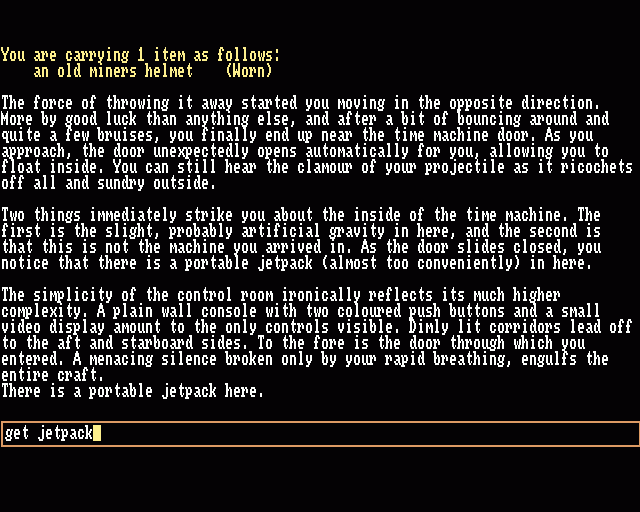 You are carrying 1 item as follows:
an old miners helmet (Worn)
The force of throwing it away started you moving in the opposite direction.
More by good luck than anything else, and after a bit of bouncing around and
quite a few bruises, you finally end up near the time machine door. As you
approach, the door unexpectedly opens automatically for you, allowing you to
float inside. You can still hear the clamour of your projectile as it ricochets
off all and sundry outside.
Two things immediately strike you about the inside of the time machine. The
first is the slight, probably artificial gravity in here, and the second is
that this is not the machine you arrived in. As the door slides closed, you
notice that there is a portable jetpack (almost too conveniently) in here.
The simplicity of the control room ironically reflects its much higher
complexity. A plain wall console with two coloured push buttons and a small
video display amount to the only controls visible. Dimly lit corridors lead off
to the aft and starboard sides. To the fore is the door through which you
entered. A menacing silence broken only by your rapid breathing, engulfs the
entire craft.
There is a portable jetpack here.
get jetpack